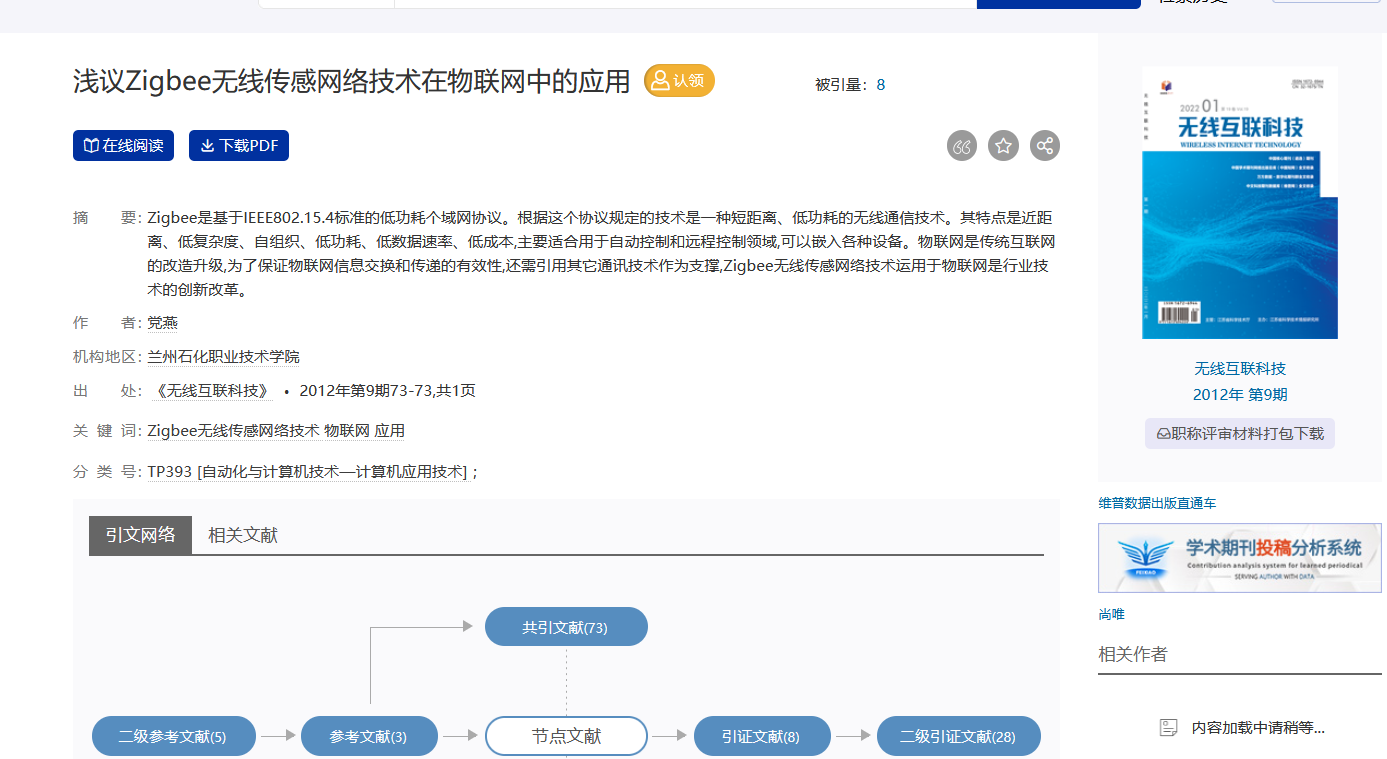 浅议Zigbee无线传感网络技术在物联网中的应用 认领 被引量：8
在线阅读 下载PDF
摘 要：Zigbee是基于IEEE802.15.4标准的低功耗个域网协议。根据这个协议规定的技术是一种短距离、低功耗的无线通信技术。其特点是近距
离、低复杂度、自组织、低功耗、低数据速率、低成本,主要适合用于自动控制和远程控制领域,可以嵌入各种设备。物联网是传统互联网
的改造升级,为了保证物联网信息交换和传递的有效性,还需引用其它通讯技术作为支撑,Zigbee无线传感网络技术运用于物联网是行业技
术的创新改革。
作 者：党燕
机构地区：兰州石化职业技术学院
出 处：《无线互联科技》 • 2012年第9期73-73,共1页
关 键 词：Zigbee无线传感网络技术 物联网 应用
分 类 号：TP393 [自动化与计算机技术—计算机应用技术]；
引文网络 相关文献
共引文献(73)
二级参考文献(5) 参考文献(3) 节点文献 引证文献(8) 二级引证文献(28)
2022 01
无线互联科技
WIRELESS INTERNET TECHNOLOGY
无线互联科技
2012年 第9期
职称评审材料打包下载
维普数据出版直通车
学术期刊投稿分析系统
Contribution analysis system for learned periodical
SERVING AUTHOR WITH DATA
尚唯
相关作者
内容加载中请稍等...